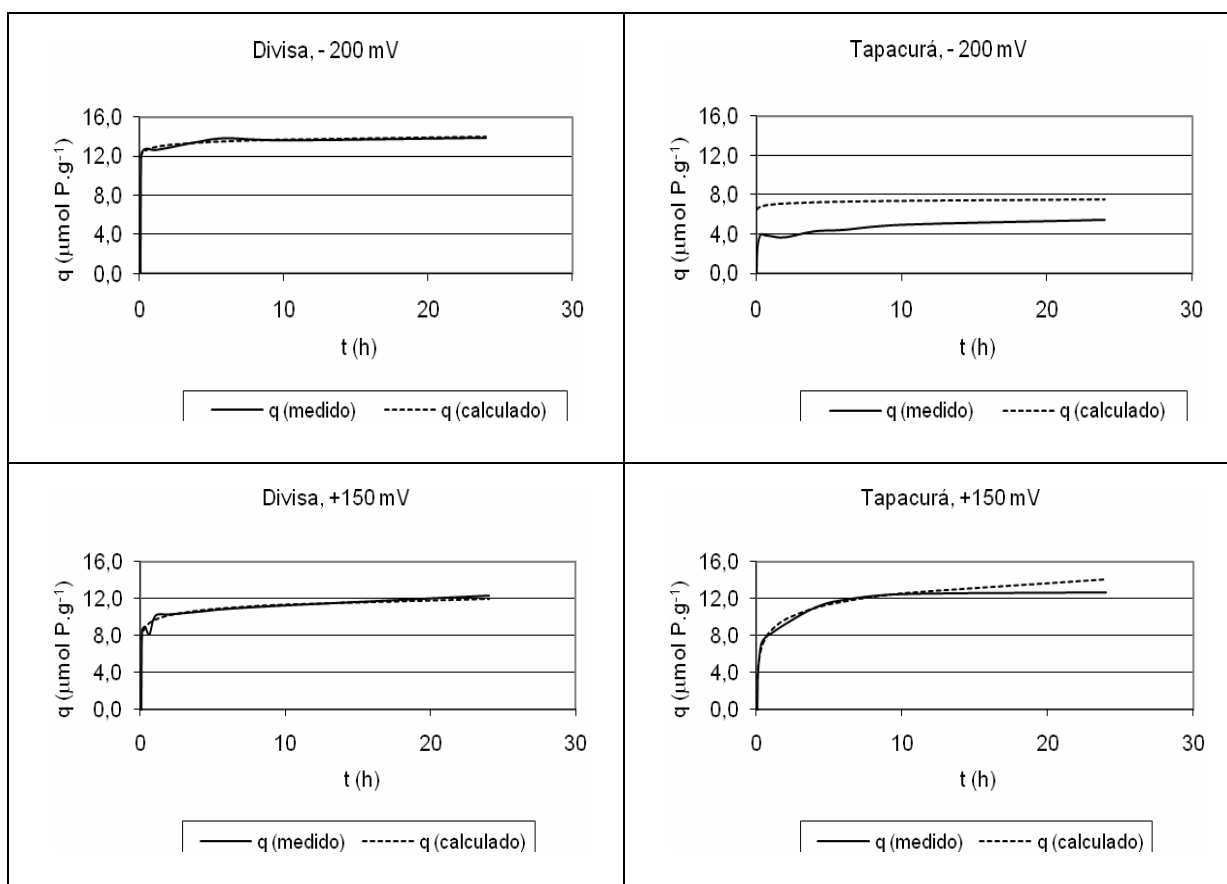 Divisa, - 200 mV
16,0
12,0
8,0
4,0
0,0
q (µmol P.g⁻¹)
0
10
20
30
t (h)
q (medido)
q (calculado)
Tapacurá, - 200 mV
16,0
12,0
8,0
4,0
0,0
q (µmol P.g⁻¹)
0
10
20
30
t (h)
q (medido)
q (calculado)
Divisa, +150 mV
16,0
12,0
8,0
4,0
0,0
q (µmol P.g⁻¹)
0
10
20
30
t (h)
q (medido)
q (calculado)
Tapacurá, +150 mV
16,0
12,0
8,0
4,0
0,0
q (µmol P.g⁻¹)
0
10
20
30
t (h)
q (medido)
q (calculado)